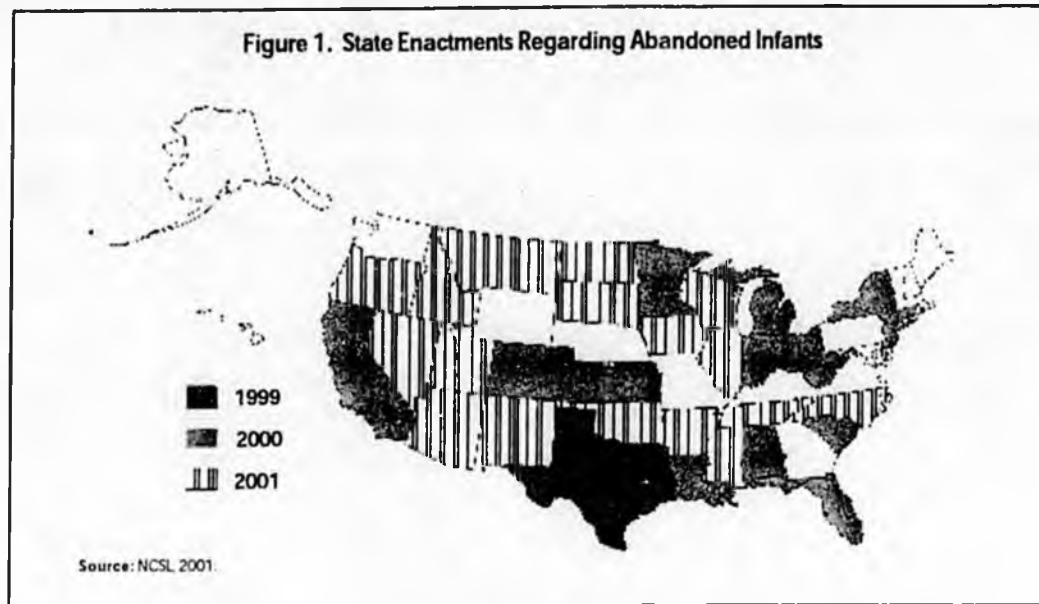 Figure 1. State Enactments Regarding Abandoned Infants
1999
2000
2001
Source: NCSL, 2001.